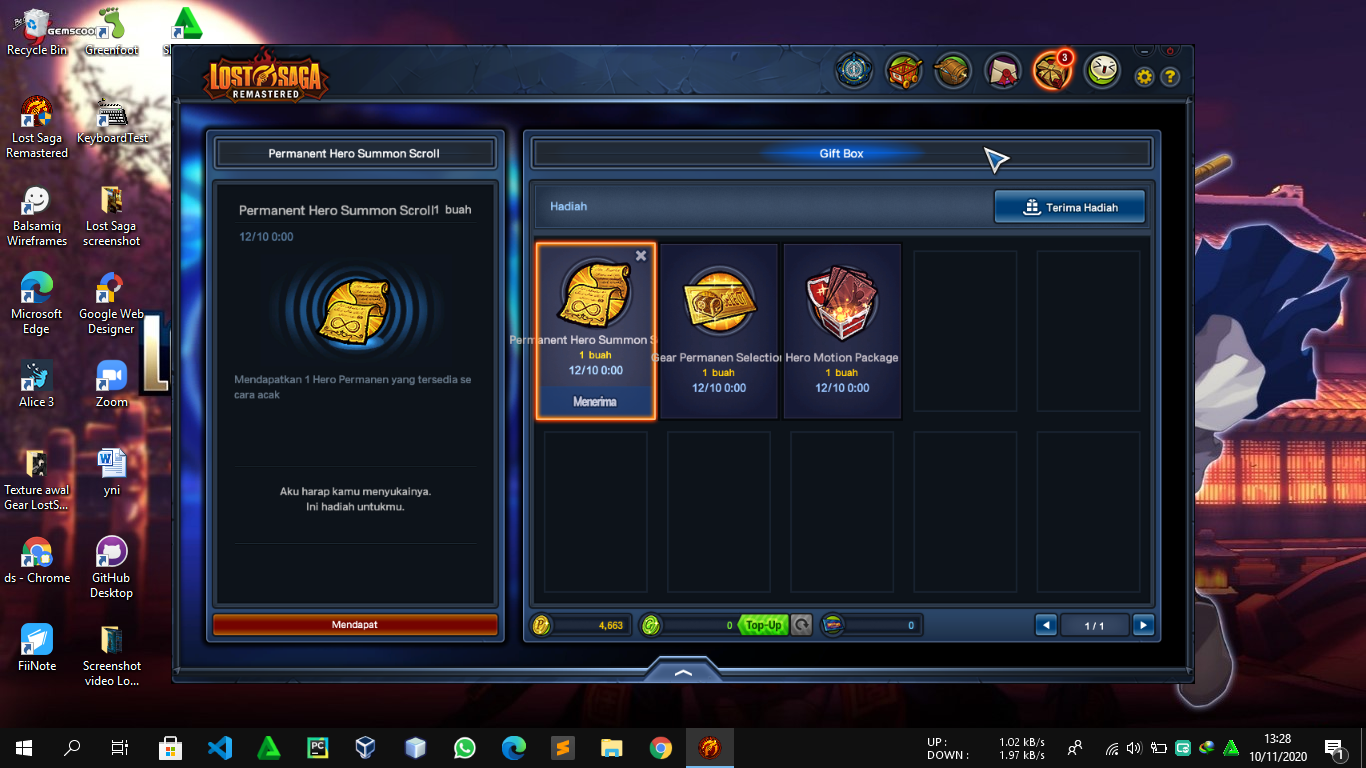 GEMSCOOL
Recycle Bin
Greenfoot
Lost Saga
Remastered
KeyboardTest
Balsamiq
Wireframes
Lost Saga
screenshot
Microsoft
Edge
Google Web
Designer
Alice 3
Zoom
Texture awal
Gear LostS...
yni
ds - Chrome
GitHub
Desktop
FiiNote
Screenshot
video Lo...
LOST SAGA
REMASTERED
3
?
Permanent Hero Summon Scroll
Permanent Hero Summon Scroll1 buah
12/10 0:00
Mendapatkan 1 Hero Permanen yang tersedia se
cara acak
Aku harap kamu menyukainya.
Ini hadiah untukmu.
Mendapat
Gift Box
Hadiah
Terima Hadiah
Permanent Hero Summon S
1 buah
12/10 0:00
Menerima
Gear Permanen Selection
1 buah
12/10 0:00
Hero Motion Package
1 buah
12/10 0:00
P 4,663
G 0 Top-Up
0
1 / 1
PC
W
UP : 1.02 kB/s
DOWN : 1.97 kB/s
13:28
10/11/2020
1